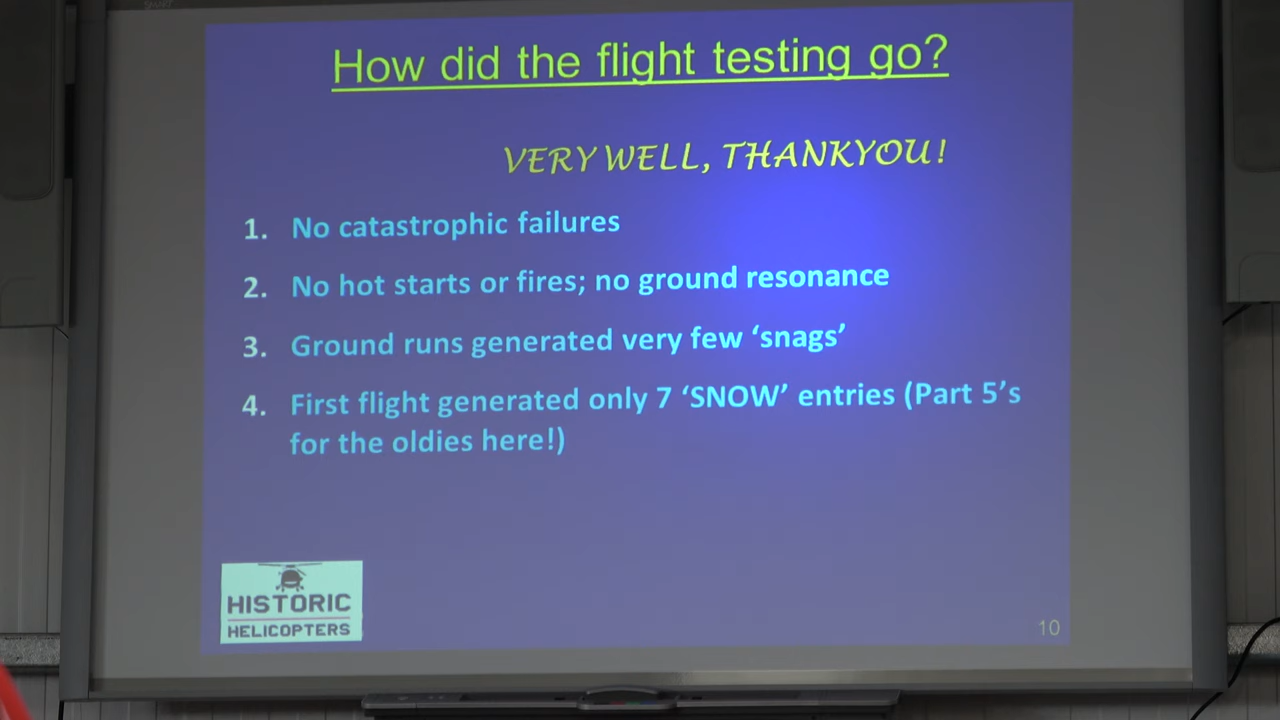 How did the flight testing go?
VERY WELL, THANKYOU!
1. No catastrophic failures
2. No hot starts or fires; no ground resonance
3. Ground runs generated very few ‘snags’
4. First flight generated only 7 ‘SNOW’ entries (Part 5’s
for the oldies here!)
HISTORIC
HELICOPTERS
10